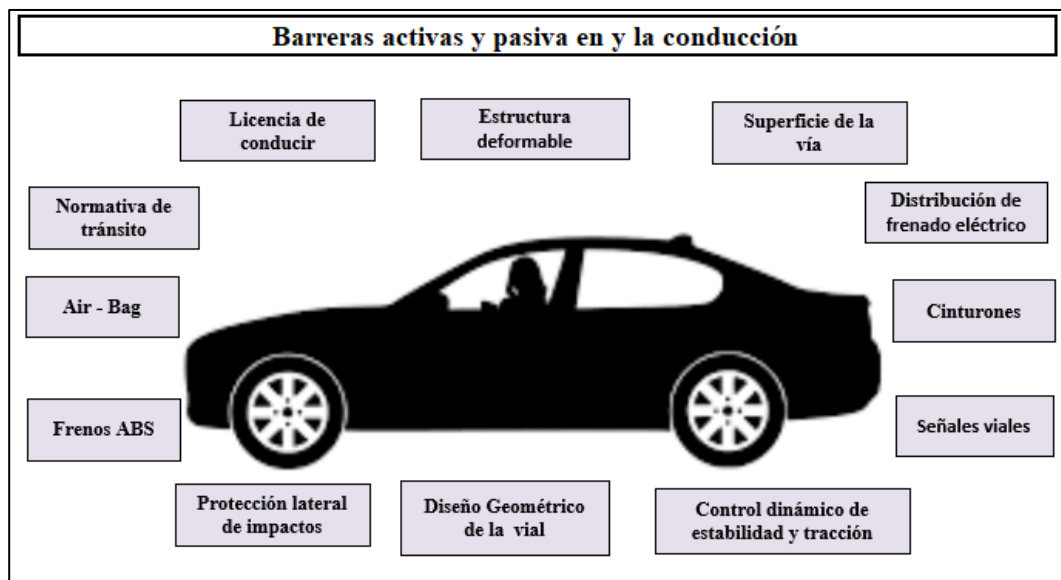 Barreras activas y pasiva en y la conducción
Licencia de
conducir
Estructura
deformable
Superficie de la
vía
Normativa de
tránsito
Distribución de
frenado eléctrico
Air - Bag
Cinturones
Frenos ABS
Señales viales
Protección lateral
de impactos
Diseño Geométrico
de la vial
Control dinámico de
estabilidad y tracción